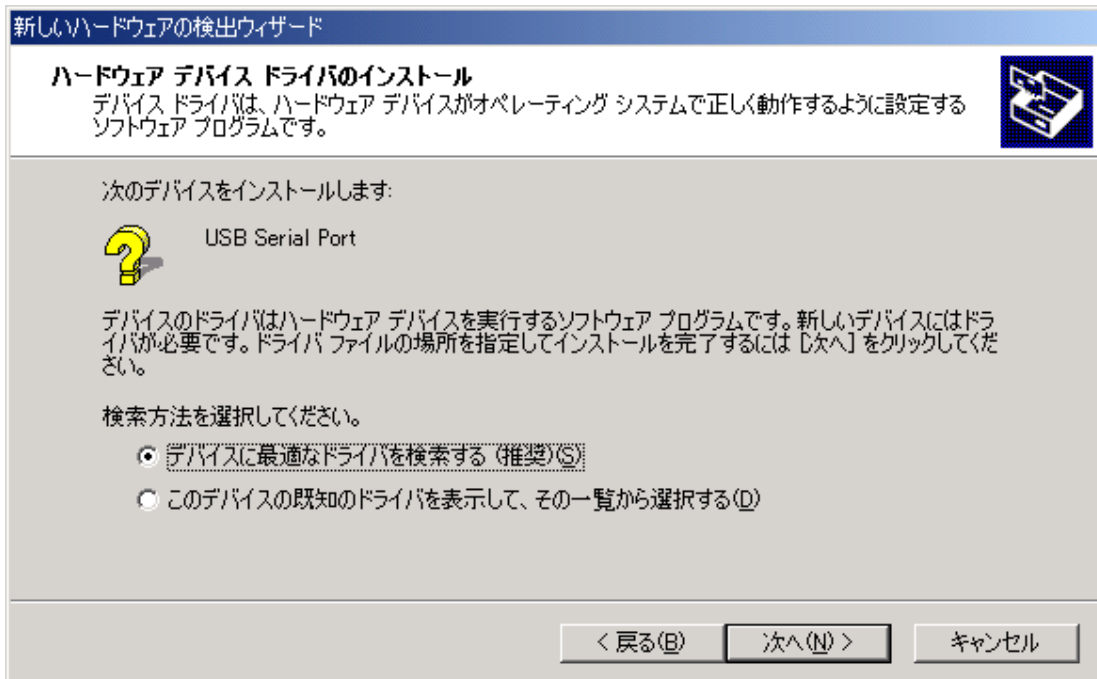 新しいハードウェアの検出ウィザード
ハードウェア デバイス ドライバのインストール
デバイス ドライバは、ハードウェア デバイスがオペレーティング システムで正しく動作するように設定する
ソフトウェア プログラムです。
次のデバイスをインストールします:
USB Serial Port
デバイスのドライバはハードウェア デバイスを実行するソフトウェア プログラムです。新しいデバイスにはドラ
イバが必要です。ドライバ ファイルの場所を指定してインストールを完了するには [次へ] をクリックしてくだ
さい。
検索方法を選択してください。
デバイスに最適なドライバを検索する (推奨)(S)
このデバイスの既知のドライバを表示して、その一覧から選択する(D)
< 戻る(B)
次へ(N) >
キャンセル